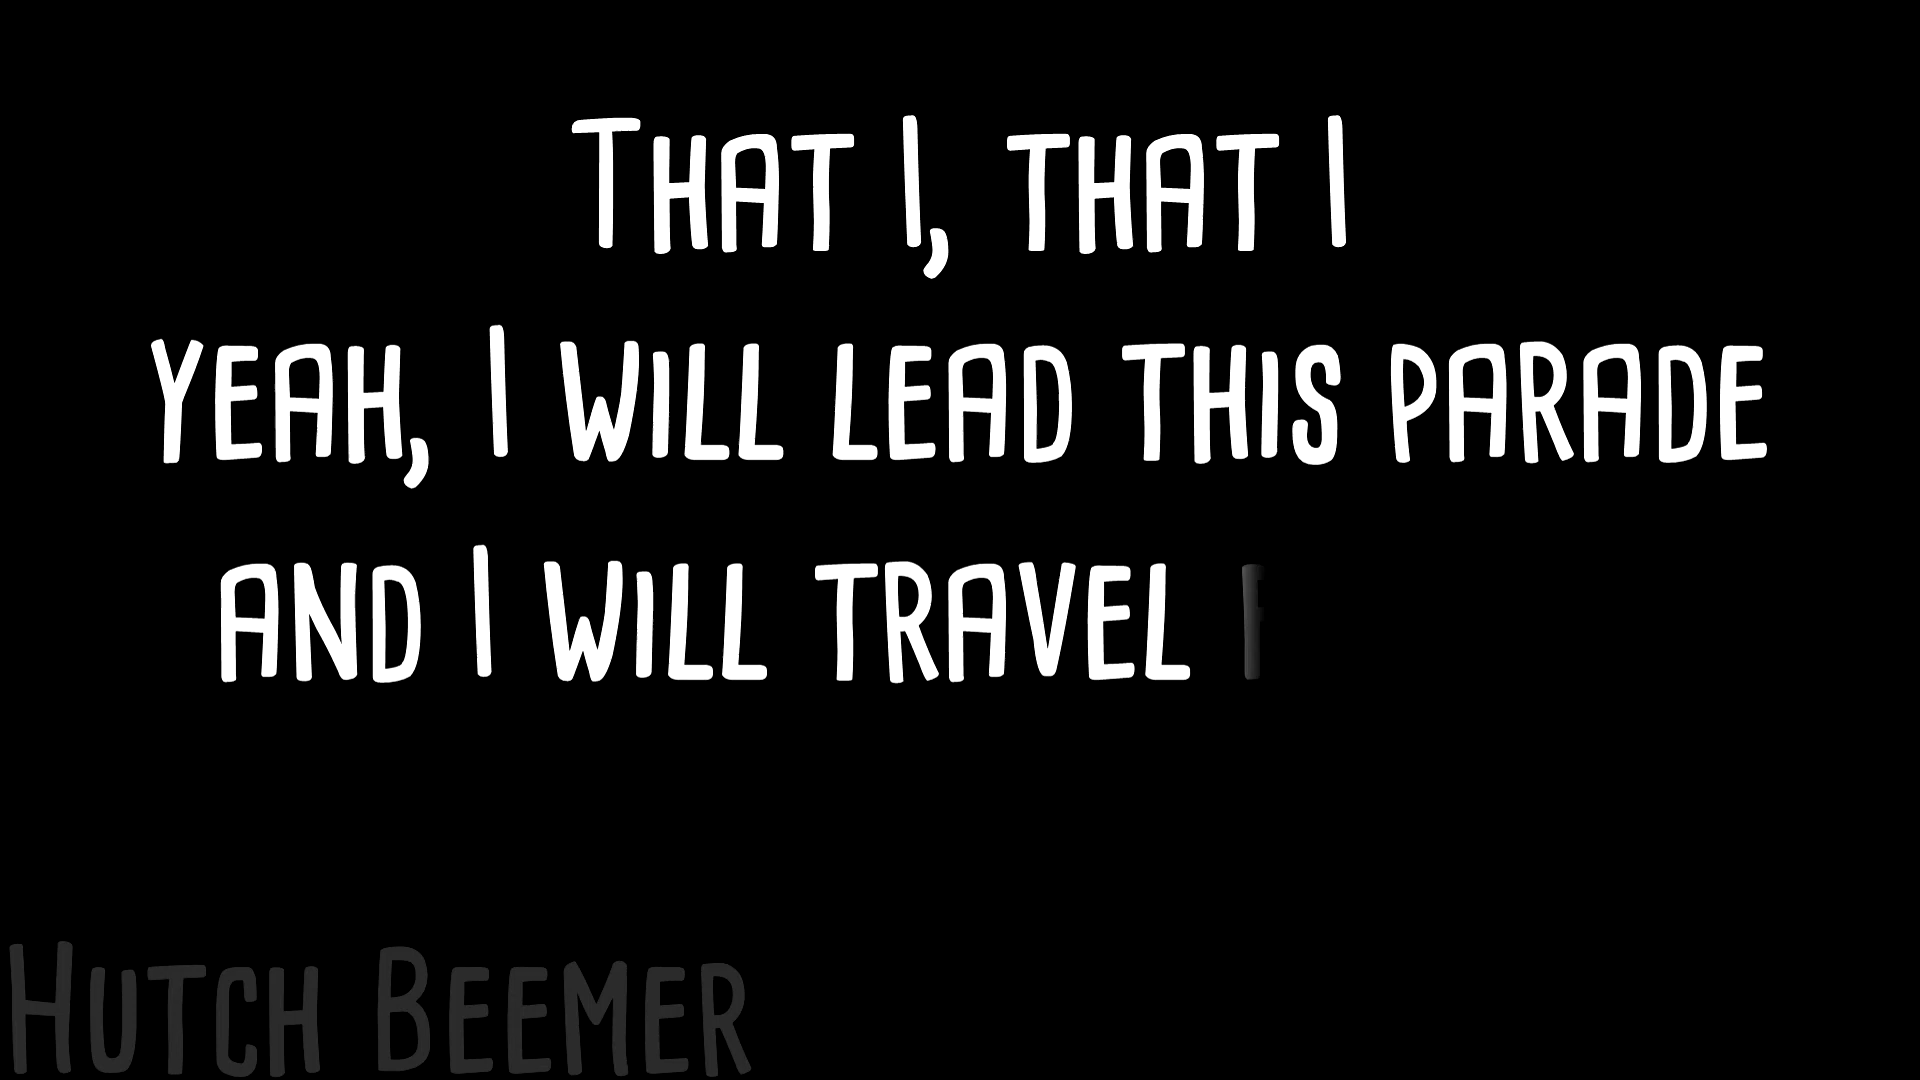 That I, that I
yeah, I will lead this parade
and I will travel
Hutch Beemer